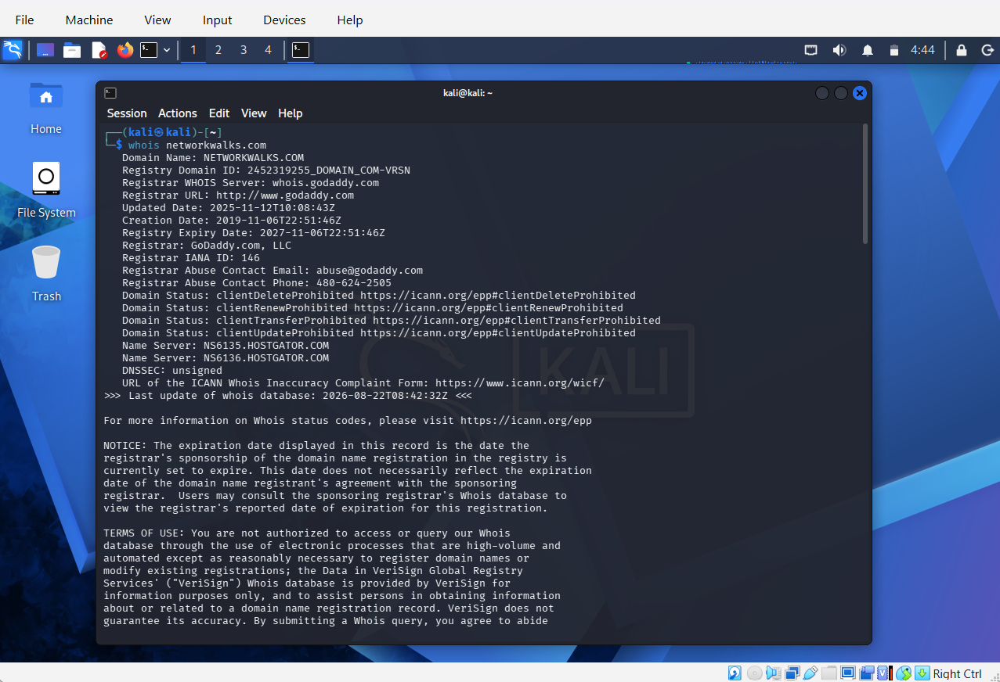 File Machine View Input Devices Help
1 2 3 4 4:44
Home
File System
Trash
kali@kali: ~
Session Actions Edit View Help
┌──(kali㉿kali)-[~]
└─$ whois networkwalks.com
Domain Name: NETWORKWALKS.COM
Registry Domain ID: 2452319255_DOMAIN_COM-VRSN
Registrar WHOIS Server: whois.godaddy.com
Registrar URL: http://www.godaddy.com
Updated Date: 2025-11-12T10:08:43Z
Creation Date: 2019-11-06T22:51:46Z
Registry Expiry Date: 2027-11-06T22:51:46Z
Registrar: GoDaddy.com, LLC
Registrar IANA ID: 146
Registrar Abuse Contact Email: abuse@godaddy.com
Registrar Abuse Contact Phone: 480-624-2505
Domain Status: clientDeleteProhibited https://icann.org/epp#clientDeleteProhibited
Domain Status: clientRenewProhibited https://icann.org/epp#clientRenewProhibited
Domain Status: clientTransferProhibited https://icann.org/epp#clientTransferProhibited
Domain Status: clientUpdateProhibited https://icann.org/epp#clientUpdateProhibited
Name Server: NS6135.HOSTGATOR.COM
Name Server: NS6136.HOSTGATOR.COM
DNSSEC: unsigned
URL of the ICANN Whois Inaccuracy Complaint Form: https://www.icann.org/wicf/
>>> Last update of whois database: 2026-08-22T08:42:32Z <<<
For more information on Whois status codes, please visit https://icann.org/epp
NOTICE: The expiration date displayed in this record is the date the
registrar's sponsorship of the domain name registration in the registry is
currently set to expire. This date does not necessarily reflect the expiration
date of the domain name registrant's agreement with the sponsoring
registrar.  Users may consult the sponsoring registrar's Whois database to
view the registrar's reported date of expiration for this registration.
TERMS OF USE: You are not authorized to access or query our Whois
database through the use of electronic processes that are high-volume and
automated except as reasonably necessary to register domain names or
modify existing registrations; the Data in VeriSign Global Registry
Services' ("VeriSign") Whois database is provided by VeriSign for
information purposes only, and to assist persons in obtaining information
about or related to a domain name registration record. VeriSign does not
guarantee its accuracy. By submitting a Whois query, you agree to abide
KALI
Right Ctrl